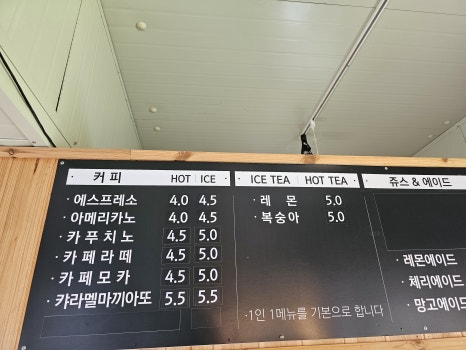 · 커 피 HOT ICE
· 에스프레소 4.0 4.5
· 아메리카노 4.0 4.5
· 카 푸 치 노 4.5 5.0
· 카 페 라 떼 4.5 5.0
· 카 페 모 카 4.5 5.0
· 캬라멜마끼아또 5.5 5.5
ICE TEA HOT TEA
· 레 몬 5.0
· 복숭아 5.0
·1인 1메뉴를 기본으로 합니다
쥬스 & 에이드
· 레몬에이드
· 체리에이드
· 망고에이드